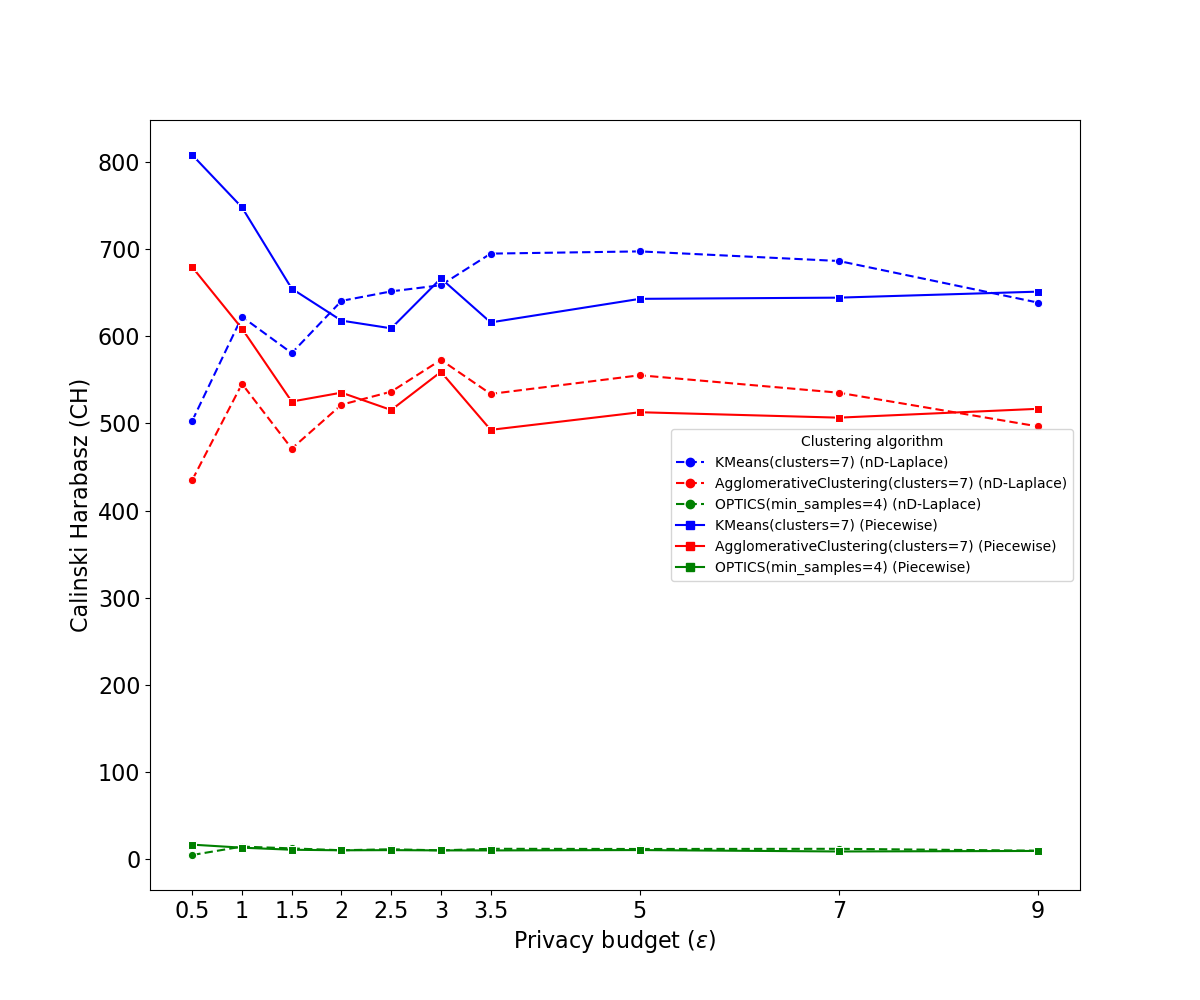 Calinski Harabasz (CH)
800
700
600
500
400
300
200
100
0
Clustering algorithm
KMeans(clusters=7) (nD-Laplace)
AgglomerativeClustering(clusters=7) (nD-Laplace)
OPTICS(min_samples=4) (nD-Laplace)
KMeans(clusters=7) (Piecewise)
AgglomerativeClustering(clusters=7) (Piecewise)
OPTICS(min_samples=4) (Piecewise)
0.5 1 1.5 2 2.5 3 3.5 5 7 9
Privacy budget (ε)